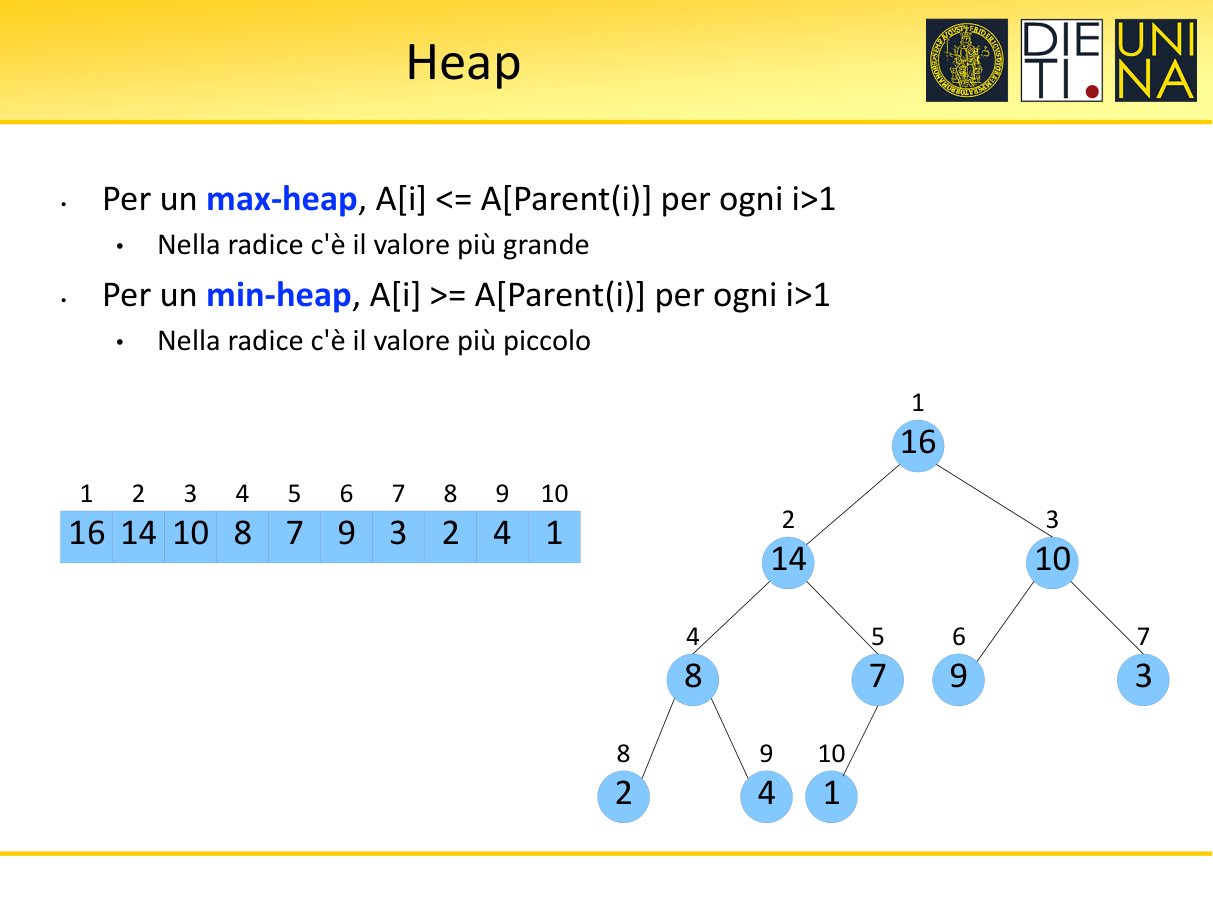 Heap
DIE
TI.
UNI
NA
• Per un max-heap, A[i] <= A[Parent(i)] per ogni i>1
• Nella radice c'è il valore più grande
• Per un min-heap, A[i] >= A[Parent(i)] per ogni i>1
• Nella radice c'è il valore più piccolo
1 2 3 4 5 6 7 8 9 10
16 14 10 8 7 9 3 2 4 1
1
16
2 3
14 10
4 5 6 7
8 7 9 3
8 9 10
2 4 1